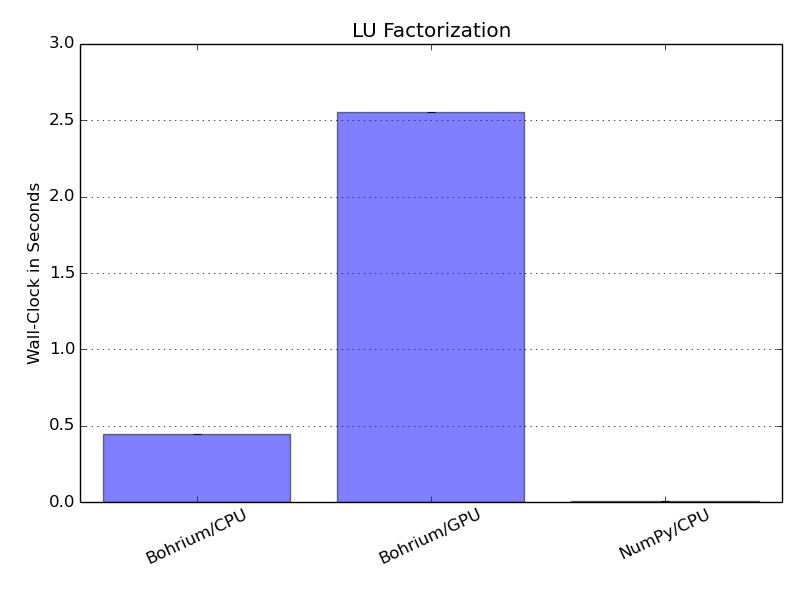 LU Factorization
3.0
2.5
2.0
1.5
1.0
0.5
0.0
Wall-Clock in Seconds
Bohrium/CPU
Bohrium/GPU
NumPy/CPU